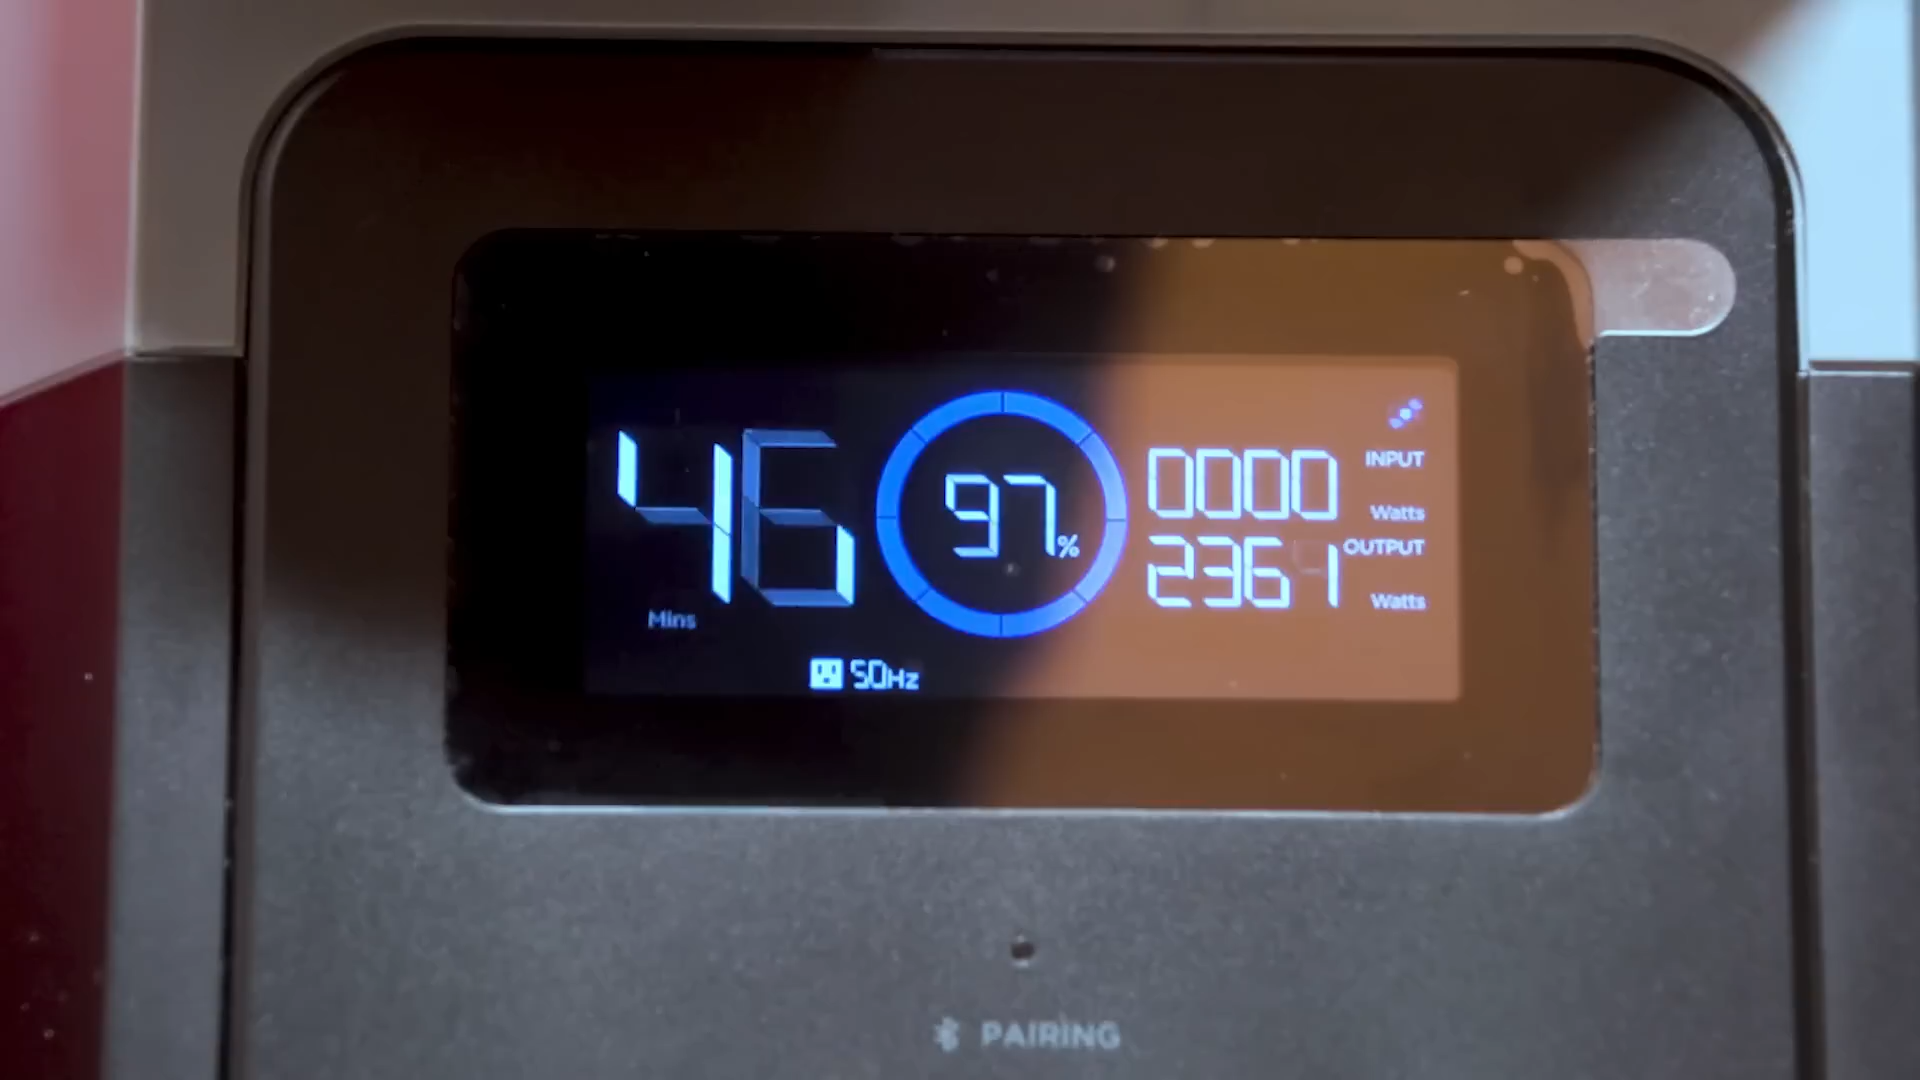 46
Mins
97%
0000 INPUT Watts
2361 OUTPUT Watts
50Hz
PAIRING